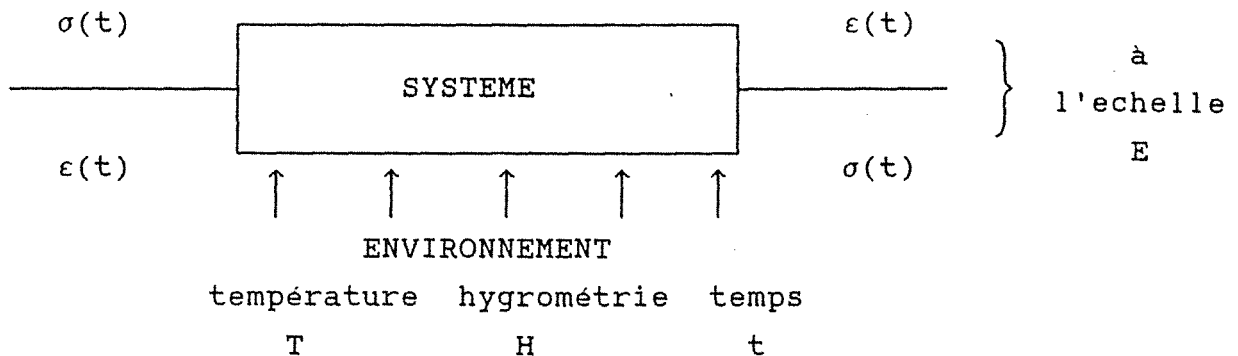 σ(t) ε(t)
SYSTEME
à
l'echelle
E
ε(t) σ(t)
ENVIRONNEMENT
température hygrométrie temps
T H t